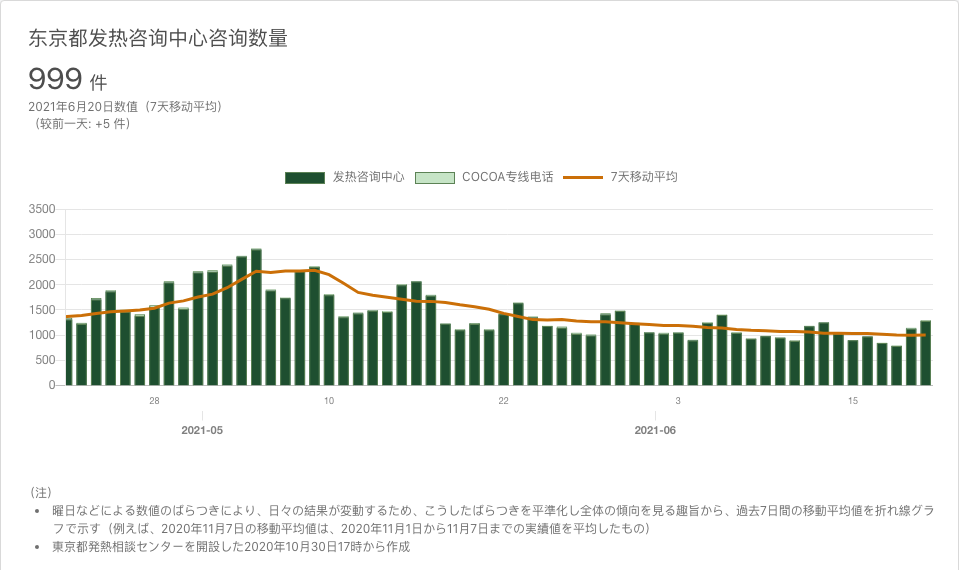 东京都发热咨询中心咨询数量
999 件
2021年6月20日数值（7天移动平均）
（较前一天: +5 件）
发热咨询中心 COCOA专线电话 7天移动平均
3500
3000
2500
2000
1500
1000
500
0
28 10 22 3 15
2021-05 2021-06
（注）
• 曜日などによる数値のばらつきにより、日々の結果が変動するため、こうしたばらつきを平準化し全体の傾向を見る趣旨から、過去7日間の移動平均値を折れ線グラ
フで示す（例えば、2020年11月7日の移動平均値は、2020年11月1日から11月7日までの実績値を平均したもの）
• 東京都発熱相談センターを開設した2020年10月30日17時から作成